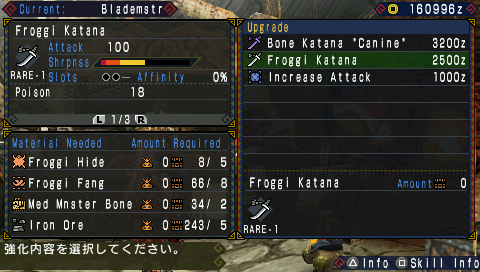 Current: Blademstr
160996z
Froggi Katana
Attack 100
Shrpnss
RARE-1
Slots ○○― Affinity 0%
Poison 18
L 1/3 R
Upgrade
Bone Katana "Canine" 3200z
Froggi Katana 2500z
Increase Attack 1000z
Material Needed Amount Required
Froggi Hide 0 8/ 5
Froggi Fang 0 66/ 8
Med Mnster Bone 0 34/ 2
Iron Ore 0 243/ 5
Froggi Katana Amount 0
RARE-1
強化内容を選択してください。
△ Info □ Skill Info